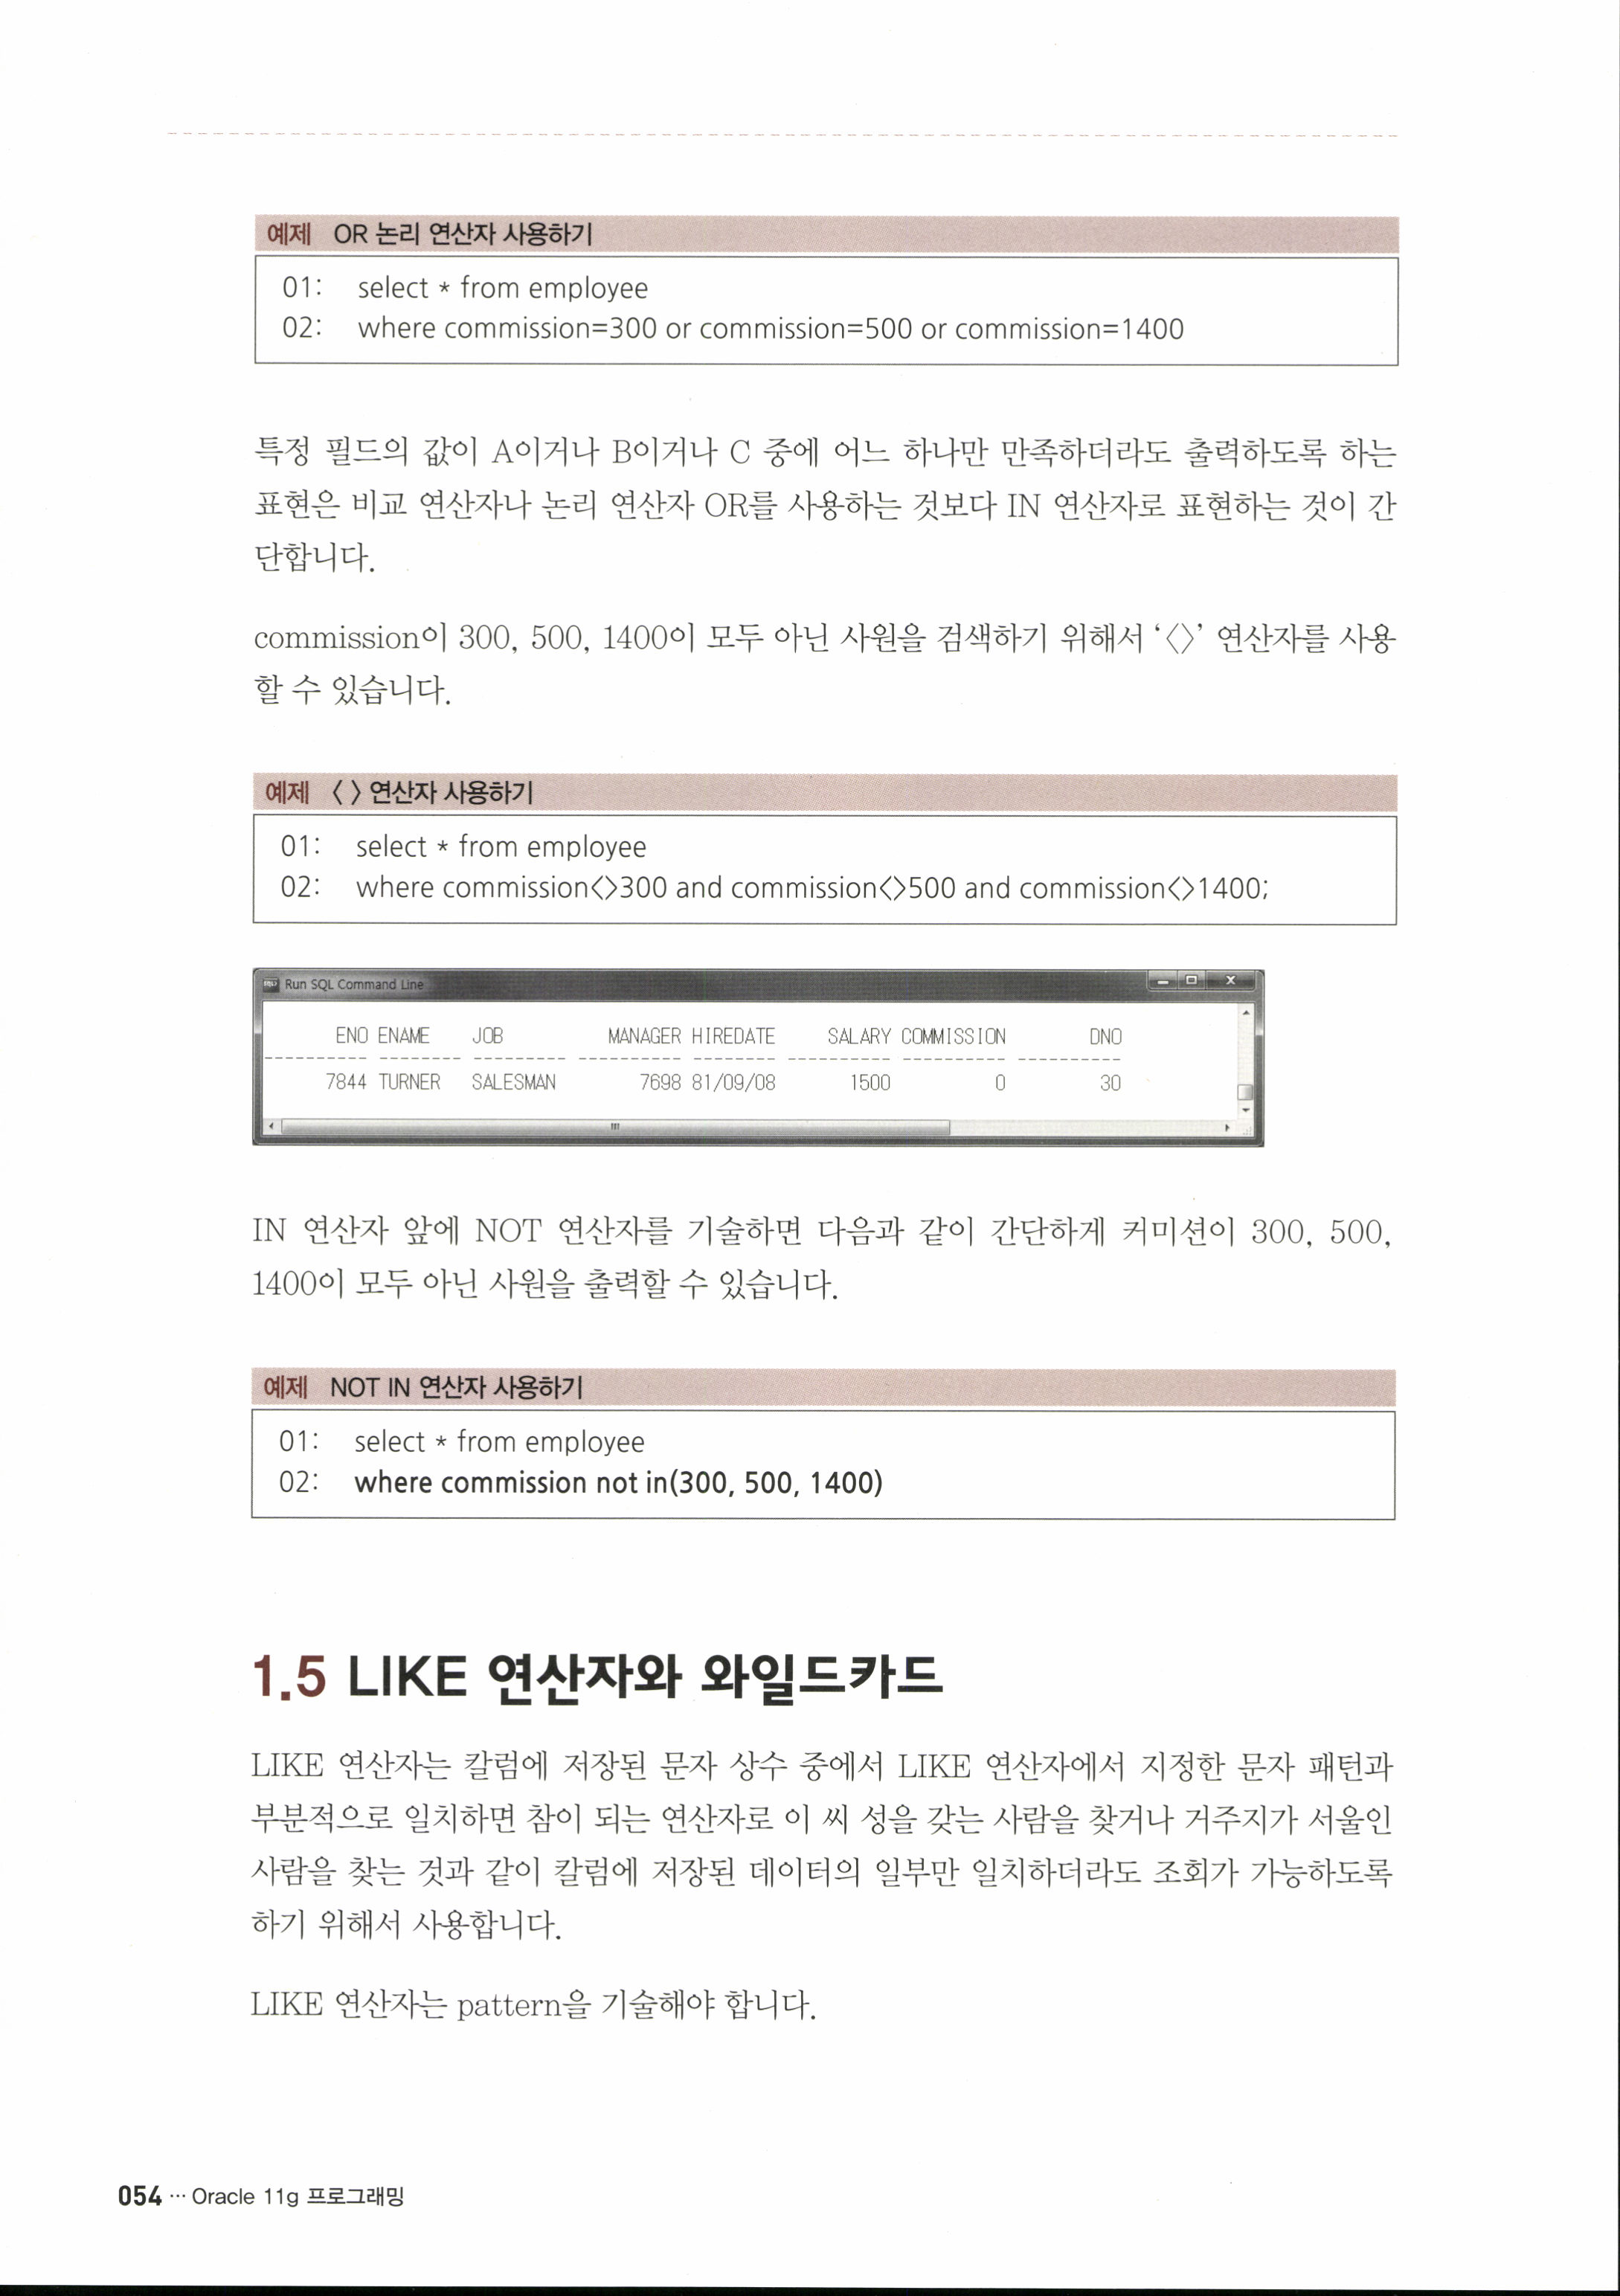 예제 OR 논리 연산자 사용하기
01: select * from employee
02: where commission=300 or commission=500 or commission=1400
특정 필드의 값이 A이거나 B이거나 C 중에 어느 하나만 만족하더라도 출력하도록 하는
표현은 비교 연산자나 논리 연산자 OR를 사용하는 것보다 IN 연산자로 표현하는 것이 간
단합니다.
commission이 300, 500, 1400이 모두 아닌 사원을 검색하기 위해서 ‘〈〉’ 연산자를 사용
할 수 있습니다.
예제 〈 〉 연산자 사용하기
01: select * from employee
02: where commission<>300 and commission<>500 and commission<>1400;
Run SQL Command Line
ENO ENAME JOB MANAGER HIREDATE SALARY COMMISSION DNO
7844 TURNER SALESMAN 7698 81/09/08 1500 0 30
IN 연산자 앞에 NOT 연산자를 기술하면 다음과 같이 간단하게 커미션이 300, 500,
1400이 모두 아닌 사원을 출력할 수 있습니다.
예제 NOT IN 연산자 사용하기
01: select * from employee
02: where commission not in(300, 500, 1400)
1.5 LIKE 연산자와 와일드카드
LIKE 연산자는 칼럼에 저장된 문자 상수 중에서 LIKE 연산자에서 지정한 문자 패턴과
부분적으로 일치하면 참이 되는 연산자로 이 씨 성을 갖는 사람을 찾거나 거주지가 서울인
사람을 찾는 것과 같이 칼럼에 저장된 데이터의 일부만 일치하더라도 조회가 가능하도록
하기 위해서 사용합니다.
LIKE 연산자는 pattern을 기술해야 합니다.
054 ··· Oracle 11g 프로그래밍